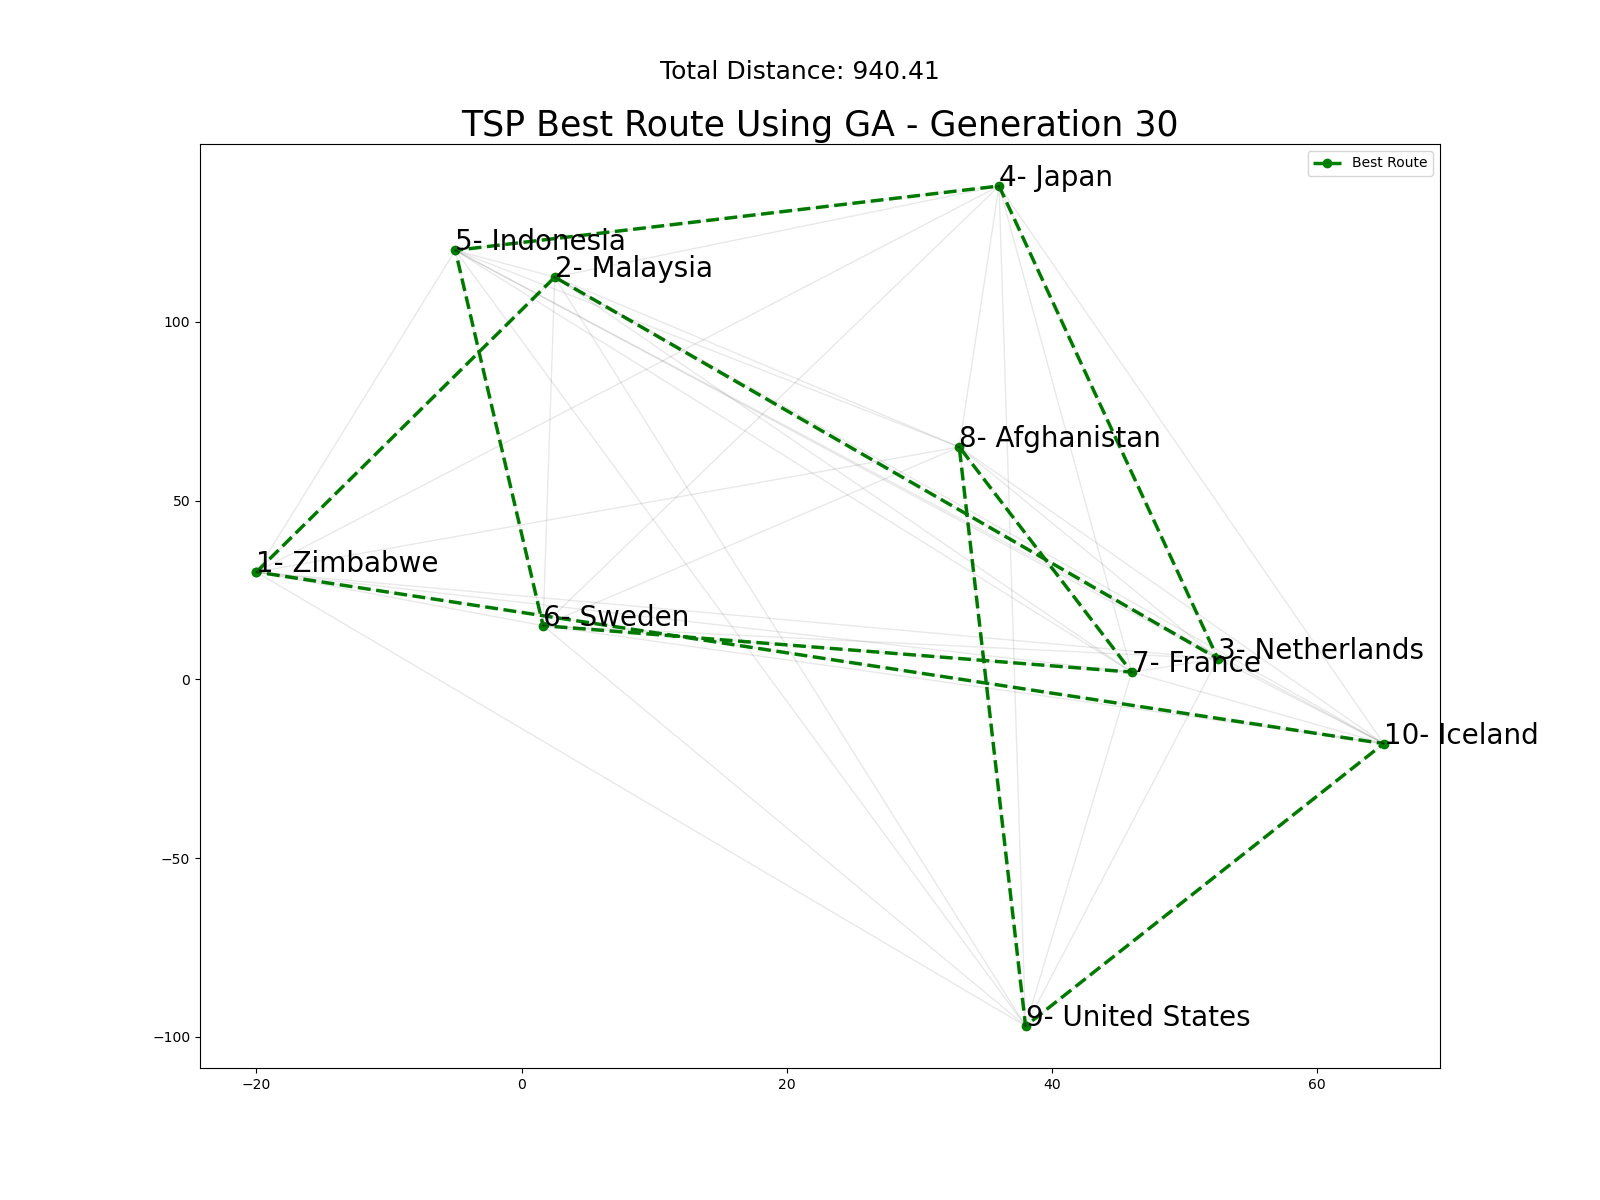 Total Distance: 940.41
TSP Best Route Using GA - Generation 30
Best Route
4- Japan
5- Indonesia
2- Malaysia
100
8- Afghanistan
50
1- Zimbabwe
6- Sweden
3- Netherlands
7- France
0
10- Iceland
−50
9- United States
−100
−20 0 20 40 60